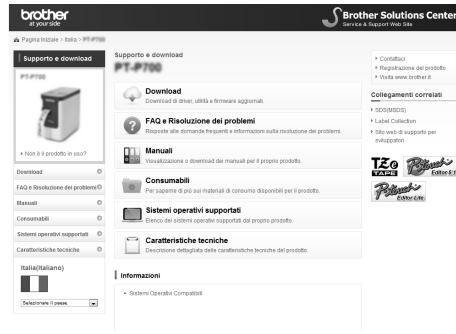 brother
at your side
Brother Solutions Center
Service & Support Web Site
Pagina Iniziale > Italia > PT-P700
Supporto e download
PT-P700
Non è il prodotto in uso?
Download
FAQ e Risoluzione dei problemi
Manuali
Consumabili
Sistemi operativi supportati
Caratteristiche tecniche
Italia(Italiano)
Selezionare il paese
Supporto e download
PT-P700
Download
Download di driver, utilità e firmware aggiornati.
FAQ e Risoluzione dei problemi
Risposte alle domande frequenti e informazioni sulla risoluzione dei problemi.
Manuali
Visualizzazione o download dei manuali per il proprio prodotto.
Consumabili
Per saperne di più sui materiali di consumo disponibili per il prodotto.
Sistemi operativi supportati
Elenco dei sistemi operativi supportati dal proprio prodotto.
Caratteristiche tecniche
Descrizione dettagliata delle caratteristiche tecniche del prodotto.
Informazioni
Sistemi Operativi Compatibili
Contattaci
Registrazione del prodotto
Visita www.brother.it
Collegamenti correlati
SDS(MSDS)
Label Collection
Sito web di supporto per
sviluppatori
TZe
TAPE
P-touch
Editor 5.1
P-touch
Editor Lite